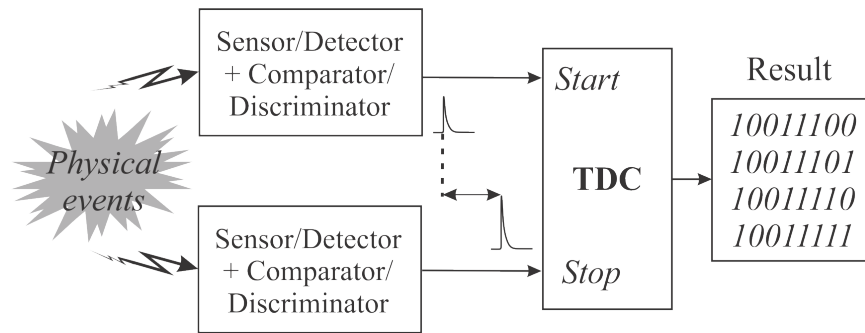 Physical
events
Sensor/Detector
+ Comparator/
Discriminator
Sensor/Detector
+ Comparator/
Discriminator
Start
TDC
Stop
Result
10011100
10011101
10011110
10011111